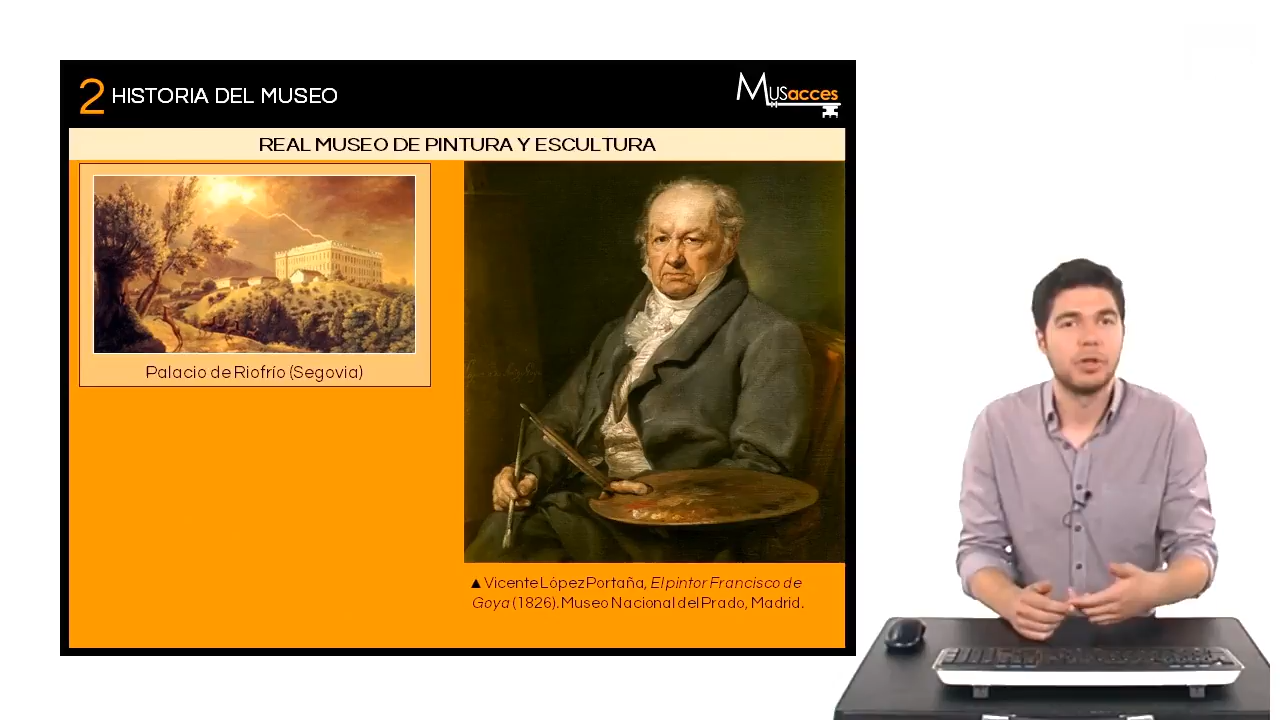 2 HISTORIA DEL MUSEO
MUSacces
REAL MUSEO DE PINTURA Y ESCULTURA
Palacio de Riofrío (Segovia)
▲ Vicente López Portaña, El pintor Francisco de
Goya (1826). Museo Nacional del Prado, Madrid.